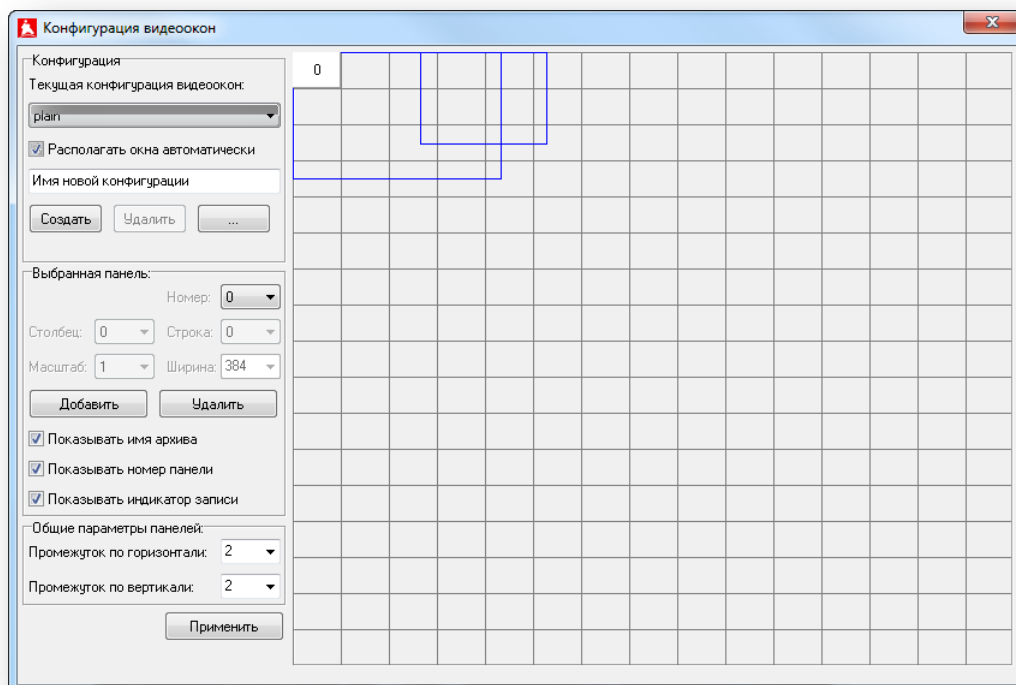 Конфигурация видеоокон
Конфигурация
Текущая конфигурация видеоокон:
plain
Располагать окна автоматически
Имя новой конфигурации
Создать Удалить ...
Выбранная панель:
Номер: 0
Столбец: 0 Строка: 0
Масштаб: 1 Ширина: 384
Добавить Удалить
Показывать имя архива
Показывать номер панели
Показывать индикатор записи
Общие параметры панелей:
Промежуток по горизонтали: 2
Промежуток по вертикали: 2
Применить
0